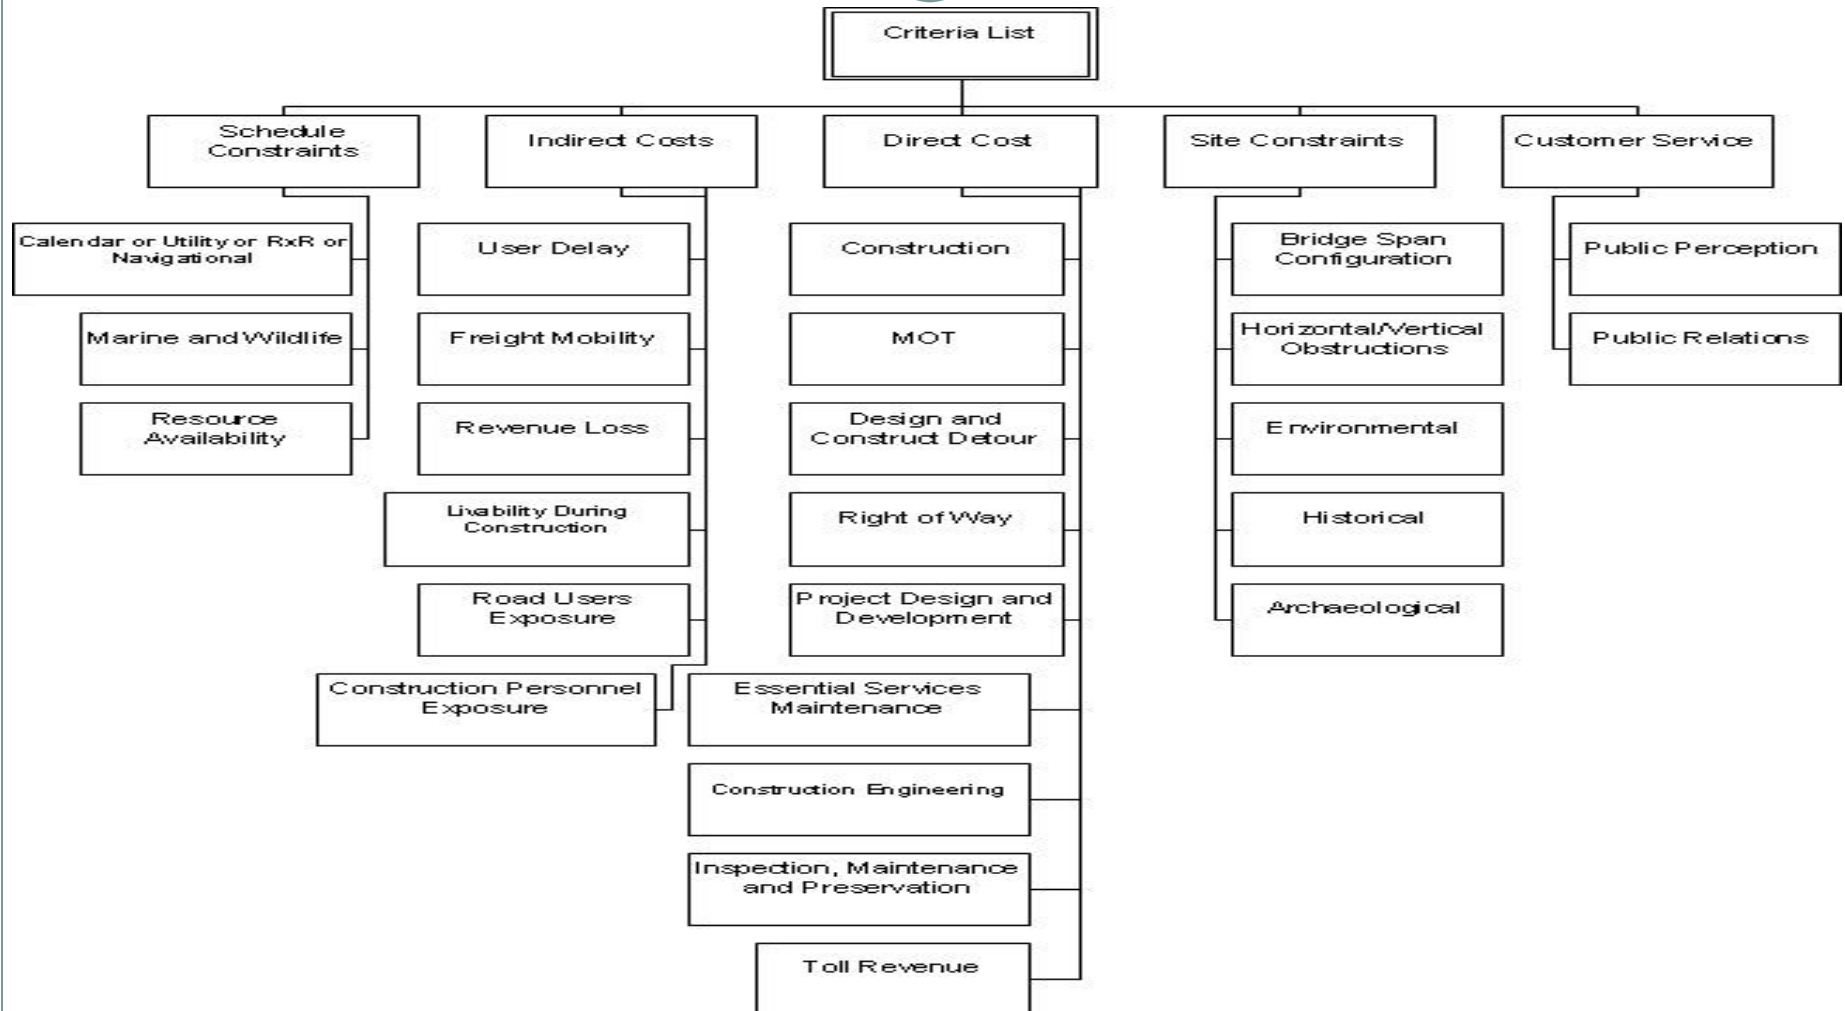 Criteria List
Schedule
Constraints
Indirect Costs
Direct Cost
Site Constraints
Customer Service
Calendar or Utility or RxR or
Navigational
User Delay
Construction
Bridge Span
Configuration
Public Perception
Marine and Wildlife
Freight Mobility
MOT
Horizontal/Vertical
Obstructions
Public Relations
Resource
Availability
Revenue Loss
Design and
Construct Detour
Environmental
Livability During
Construction
Right of Way
Historical
Road Users
Exposure
Project Design and
Development
Archaeological
Construction Personnel
Exposure
Essential Services
Maintenance
Construction Engineering
Inspection, Maintenance
and Preservation
Toll Revenue